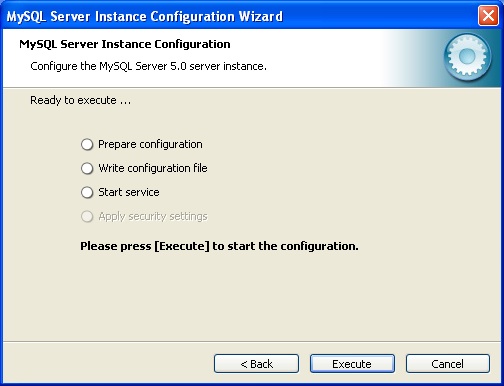 MySQL Server Instance Configuration Wizard
MySQL Server Instance Configuration
Configure the MySQL Server 5.0 server instance.
Ready to execute ...
Prepare configuration
Write configuration file
Start service
Apply security settings
Please press [Execute] to start the configuration.
< Back
Execute
Cancel